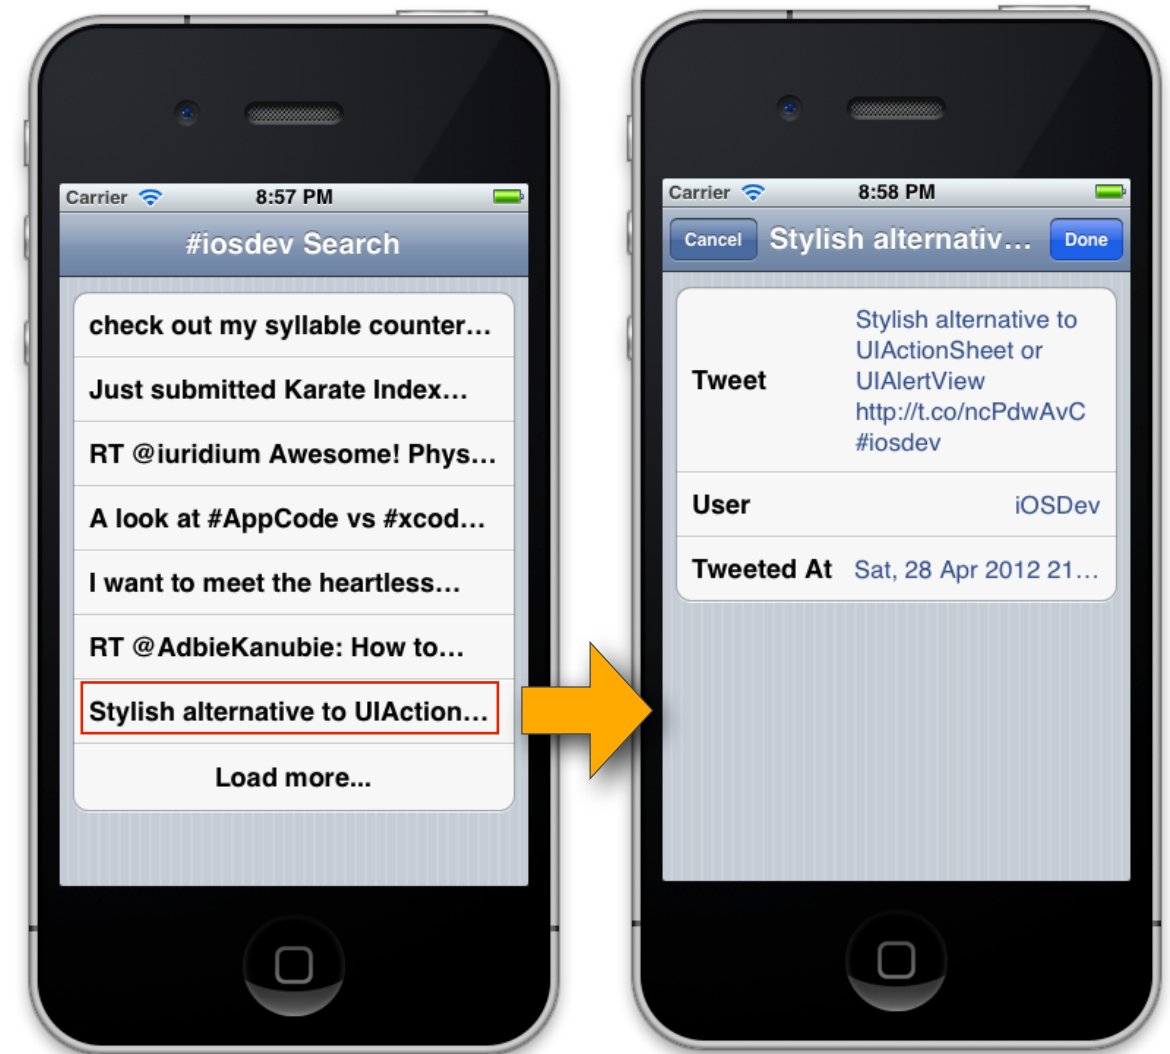 Carrier 8:57 PM
#iosdev Search
check out my syllable counter...
Just submitted Karate Index...
RT @iuridium Awesome! Phys...
A look at #AppCode vs #xcod...
I want to meet the heartless...
RT @AdbieKanubie: How to...
Stylish alternative to UIAction...
Load more...
Carrier 8:58 PM
Cancel Stylish alternativ... Done
Tweet
Stylish alternative to
UIActionSheet or
UIAlertView
http://t.co/ncPdwAvC
#iosdev
User iOSDev
Tweeted At Sat, 28 Apr 2012 21...